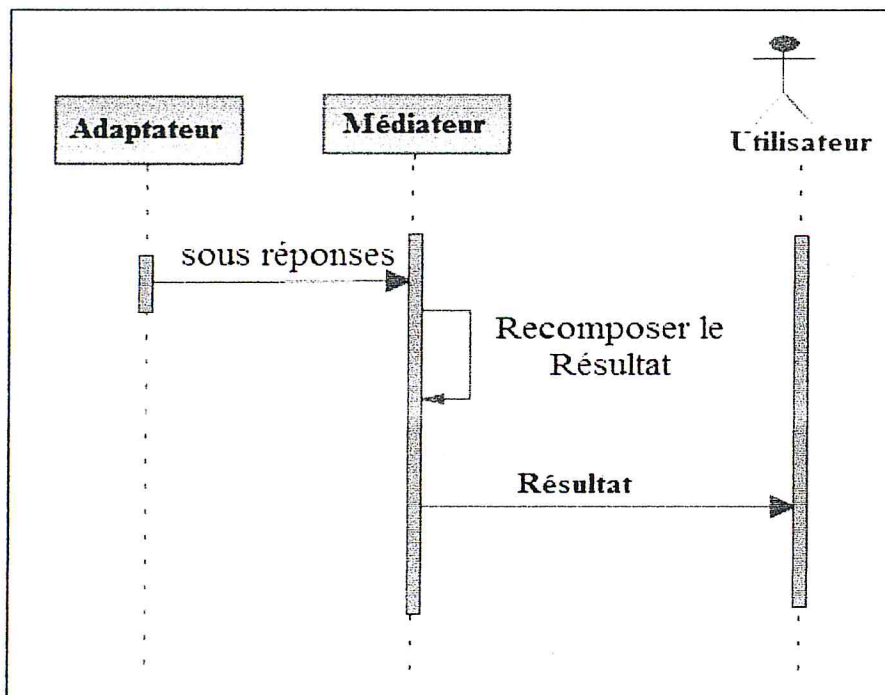 Adaptateur
Médiateur
Utilisateur
sous réponses
Recomposer le
Résultat
Résultat